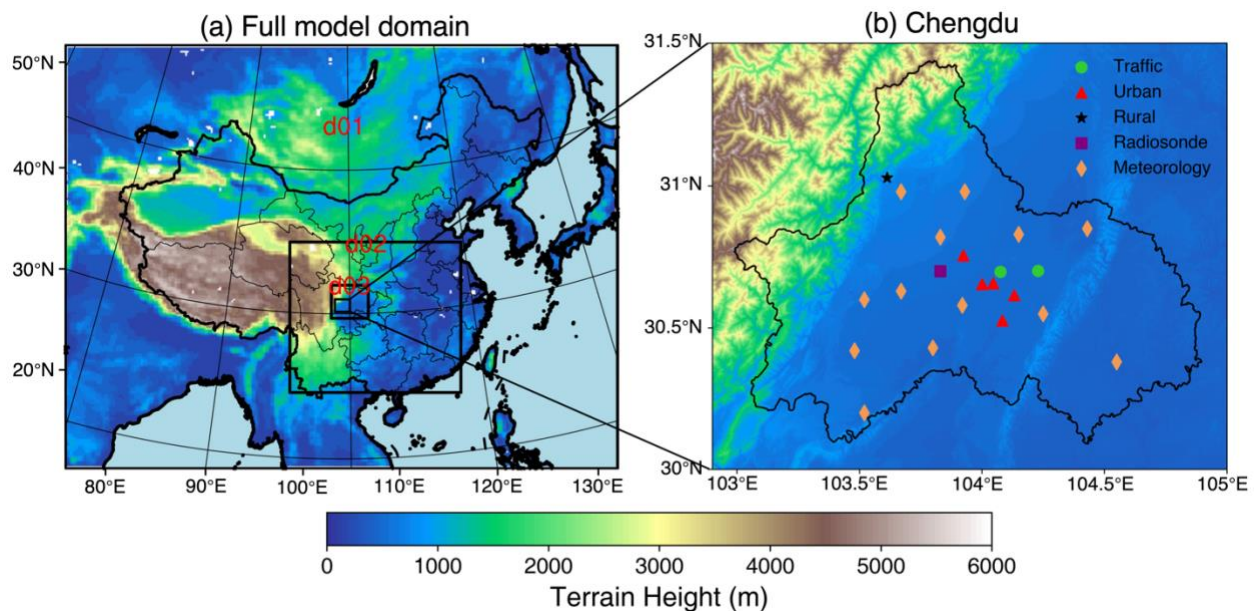 (a) Full model domain
(b) Chengdu
50°N
40°N
30°N
20°N
d01
d02
d03
80°E
90°E
100°E
110°E
120°E
130°E
31.5°N
31°N
30.5°N
30°N
Traffic
Urban
Rural
Radiosonde
Meteorology
103°E
103.5°E
104°E
104.5°E
105°E
0
1000
2000
3000
4000
5000
6000
Terrain Height (m)